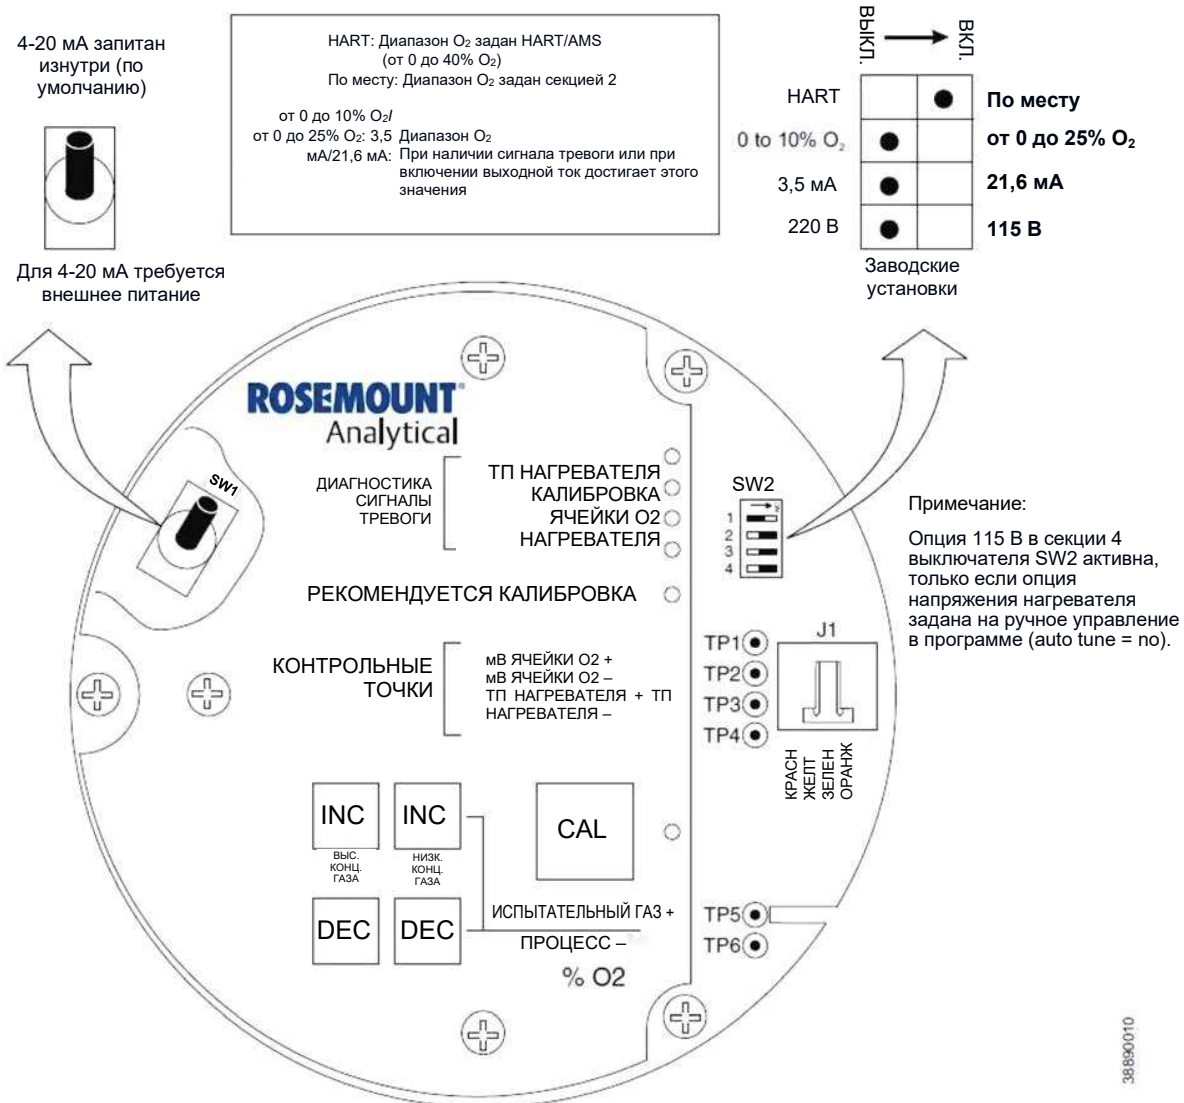 4-20 мА запитан
изнутри (по
умолчанию)
Для 4-20 мА требуется
внешнее питание
HART: Диапазон O₂ задан HART/AMS
(от 0 до 40% O₂)
По месту: Диапазон O₂ задан секцией 2
от 0 до 10% O₂/
от 0 до 25% O₂: 3,5 Диапазон O₂
мА/21,6 мА: При наличии сигнала тревоги или при
включении выходной ток достигает этого
значения
ВЫКЛ. ВКЛ.
HART По месту
0 to 10% O₂ от 0 до 25% O₂
3,5 мА 21,6 мА
220 В 115 В
Заводские
установки
ROSEMOUNT®
Analytical
SW1
ДИАГНОСТИКА
СИГНАЛЫ
ТРЕВОГИ
ТП НАГРЕВАТЕЛЯ
КАЛИБРОВКА
ЯЧЕЙКИ О2
НАГРЕВАТЕЛЯ
РЕКОМЕНДУЕТСЯ КАЛИБРОВКА
SW2
1
2
3
4
Примечание:
Опция 115 В в секции 4
выключателя SW2 активна,
только если опция
напряжения нагревателя
задана на ручное управление
в программе (auto tune = no).
КОНТРОЛЬНЫЕ
ТОЧКИ
мВ ЯЧЕЙКИ О2 +
мВ ЯЧЕЙКИ О2 –
ТП НАГРЕВАТЕЛЯ + ТП
НАГРЕВАТЕЛЯ –
TP1
TP2
TP3
TP4
J1
КРАСН
ЖЕЛТ
ЗЕЛЕН
ОРАНЖ
INC INC CAL
ВЫС.
КОНЦ.
ГАЗА
НИЗК.
КОНЦ.
ГАЗА
DEC DEC
ИСПЫТАТЕЛЬНЫЙ ГАЗ +
ПРОЦЕСС –
% O2
TP5
TP6
38890010